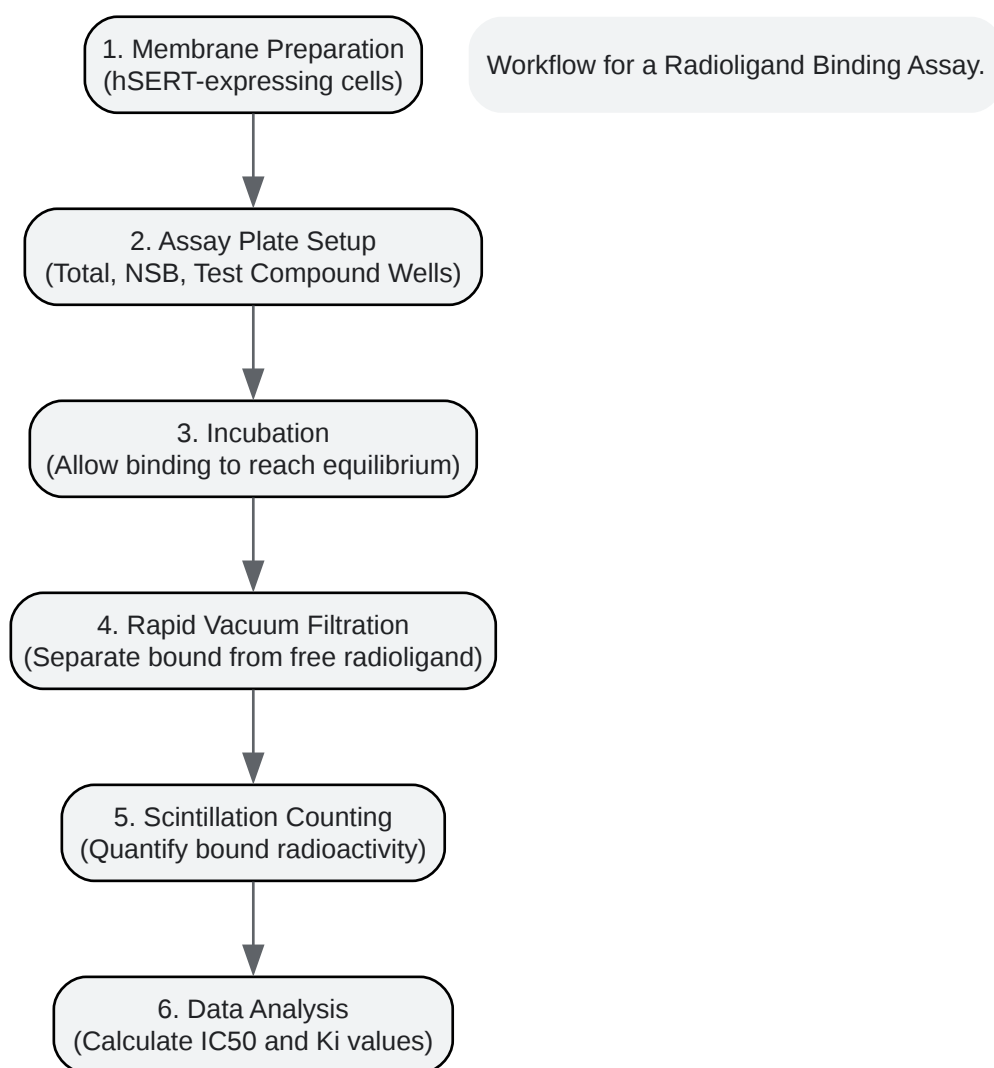 1. Membrane Preparation
(hSERT-expressing cells)
Workflow for a Radioligand Binding Assay.
2. Assay Plate Setup
(Total, NSB, Test Compound Wells)
3. Incubation
(Allow binding to reach equilibrium)
4. Rapid Vacuum Filtration
(Separate bound from free radioligand)
5. Scintillation Counting
(Quantify bound radioactivity)
6. Data Analysis
(Calculate IC50 and Ki values)